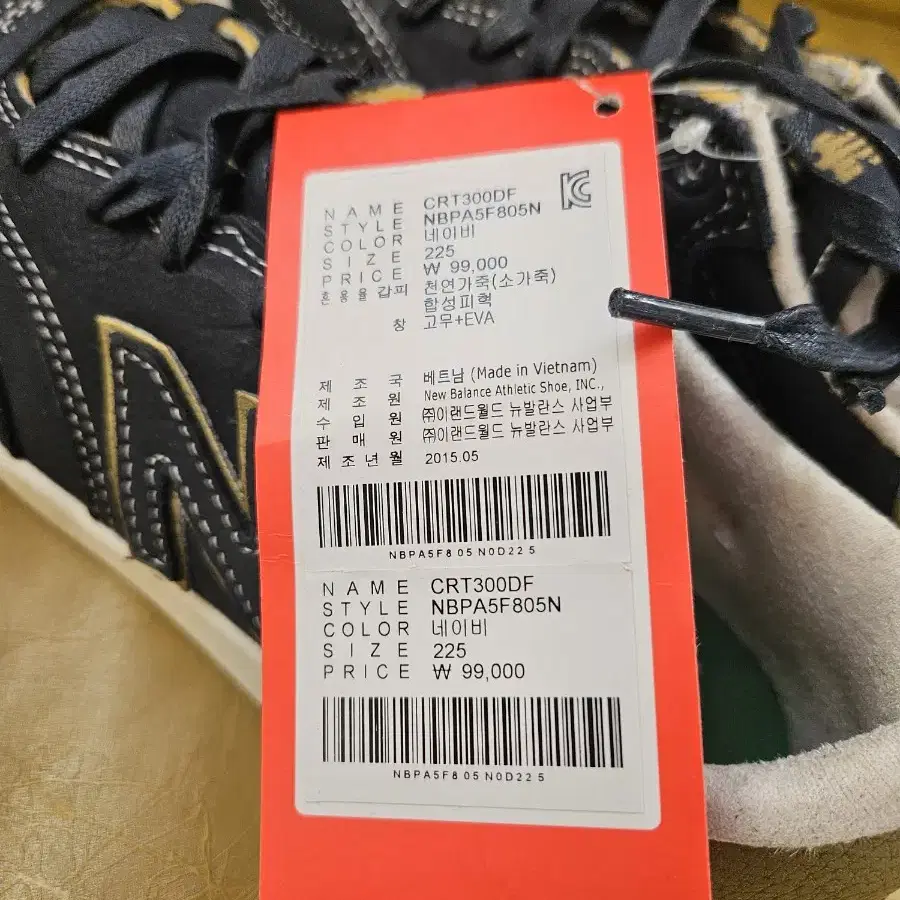 NAME CRT300DF
STYLE NBPA5F805N
COLOR 네이비
SIZE 225
PRICE ₩ 99,000
혼용율 갑피 천연가죽(소가죽)
합성피혁
창 고무+EVA
제조국 베트남 (Made in Vietnam)
제조원 New Balance Athletic Shoe, INC.,
수입원 ㈜이랜드월드 뉴발란스 사업부
판매원 ㈜이랜드월드 뉴발란스 사업부
제조년월 2015.05
NBPA5F805N0D225
NAME CRT300DF
STYLE NBPA5F805N
COLOR 네이비
SIZE 225
PRICE ₩ 99,000
NBPA5F805N0D225